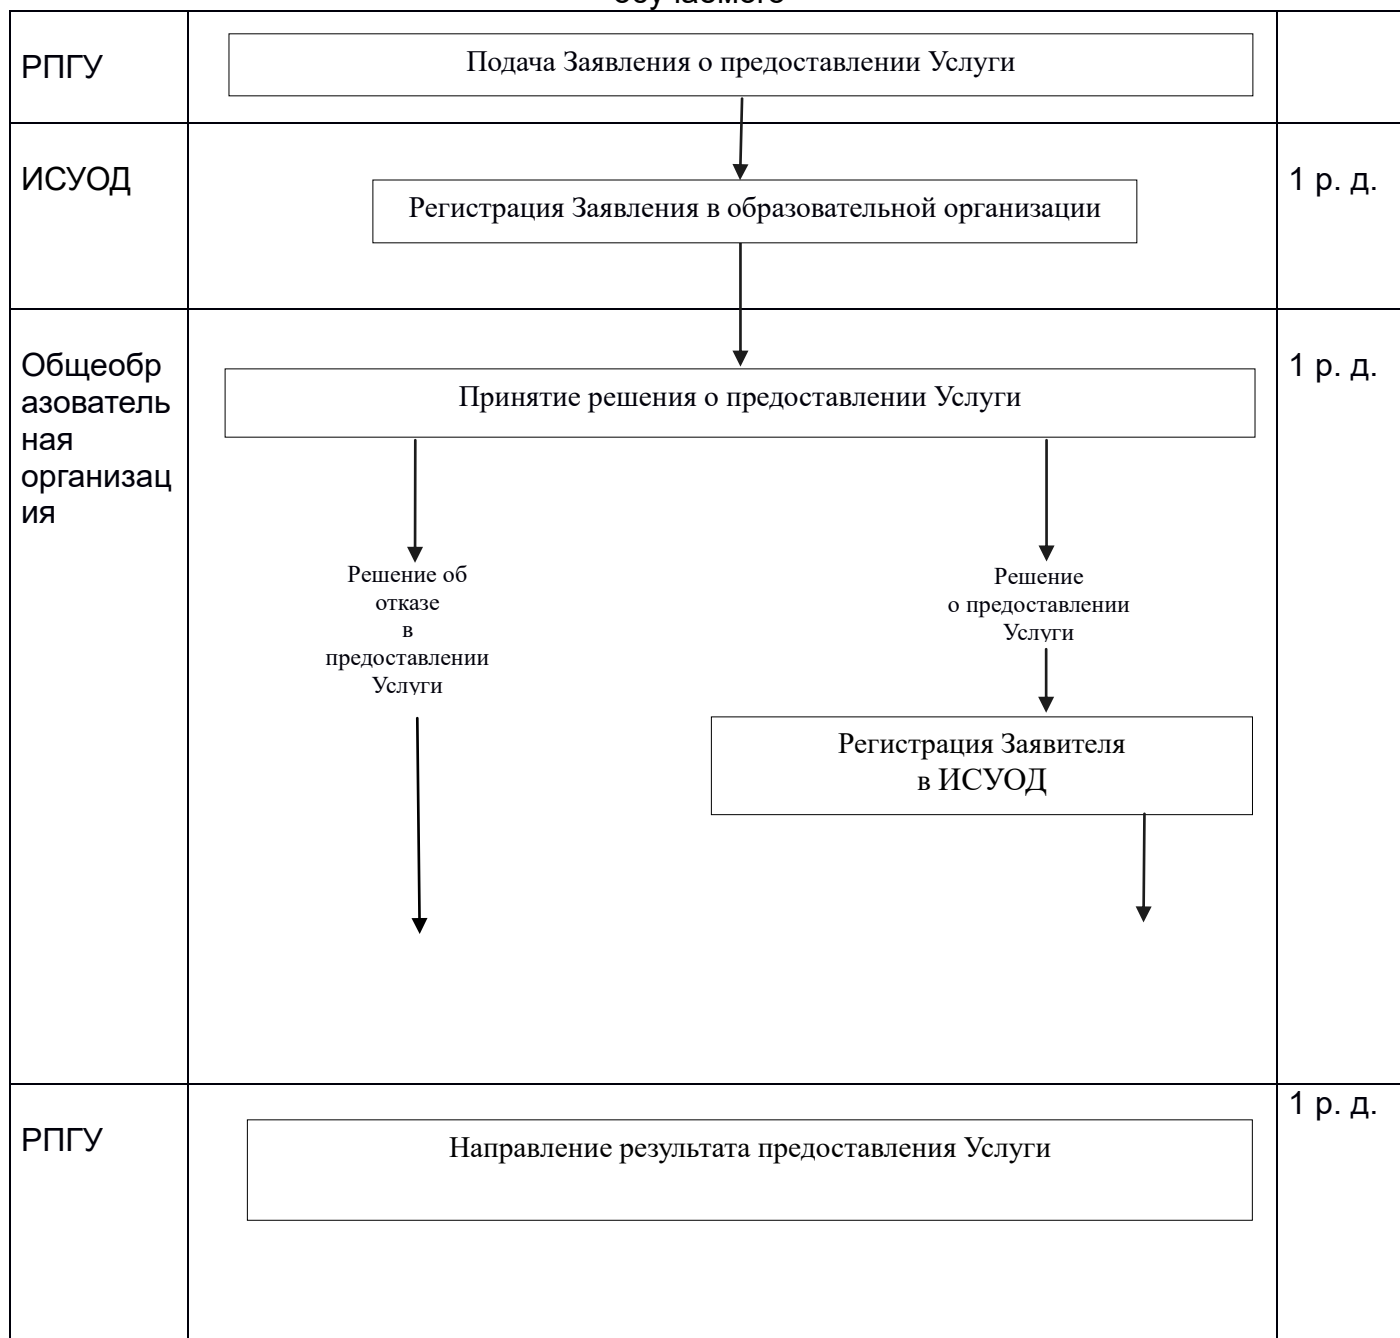 РПГУ
Подача Заявления о предоставлении Услуги
ИСУОД
Регистрация Заявления в образовательной организации
1 р. д.
Общеобр
азователь
ная
организац
ия
Принятие решения о предоставлении Услуги
1 р. д.
Решение об
отказе
в
предоставлении
Услуги
Решение
о предоставлении
Услуги
Регистрация Заявителя
в ИСУОД
РПГУ
Направление результата предоставления Услуги
1 р. д.